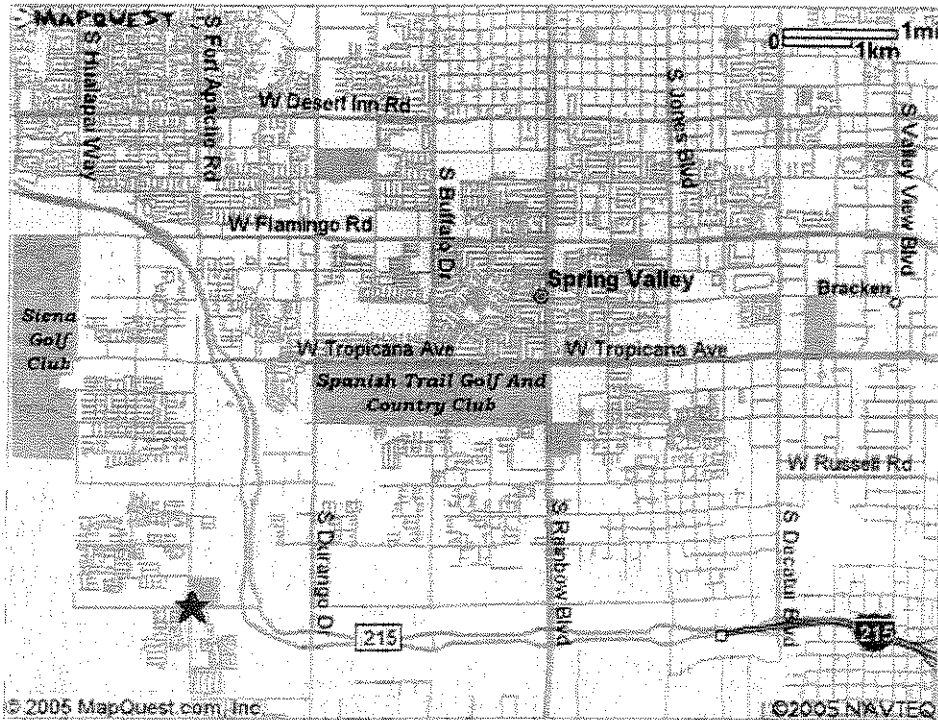 MAPQUEST
0 1mi
1km
S Hualapai Way
S Fort Apache Rd
W Desert Inn Rd
S Jones Blvd
S Valley View Blvd
S Buffalo Dr
W Flamingo Rd
Spring Valley
Bracken
Siena
Golf
Club
W Tropicana Ave
W Tropicana Ave
Spanish Trail Golf And
Country Club
W Russell Rd
S Durango Dr
S Rainbow Blvd
S Decatur Blvd
215
215
© 2005 MapQuest.com, Inc.
©2005 NAVTEQ